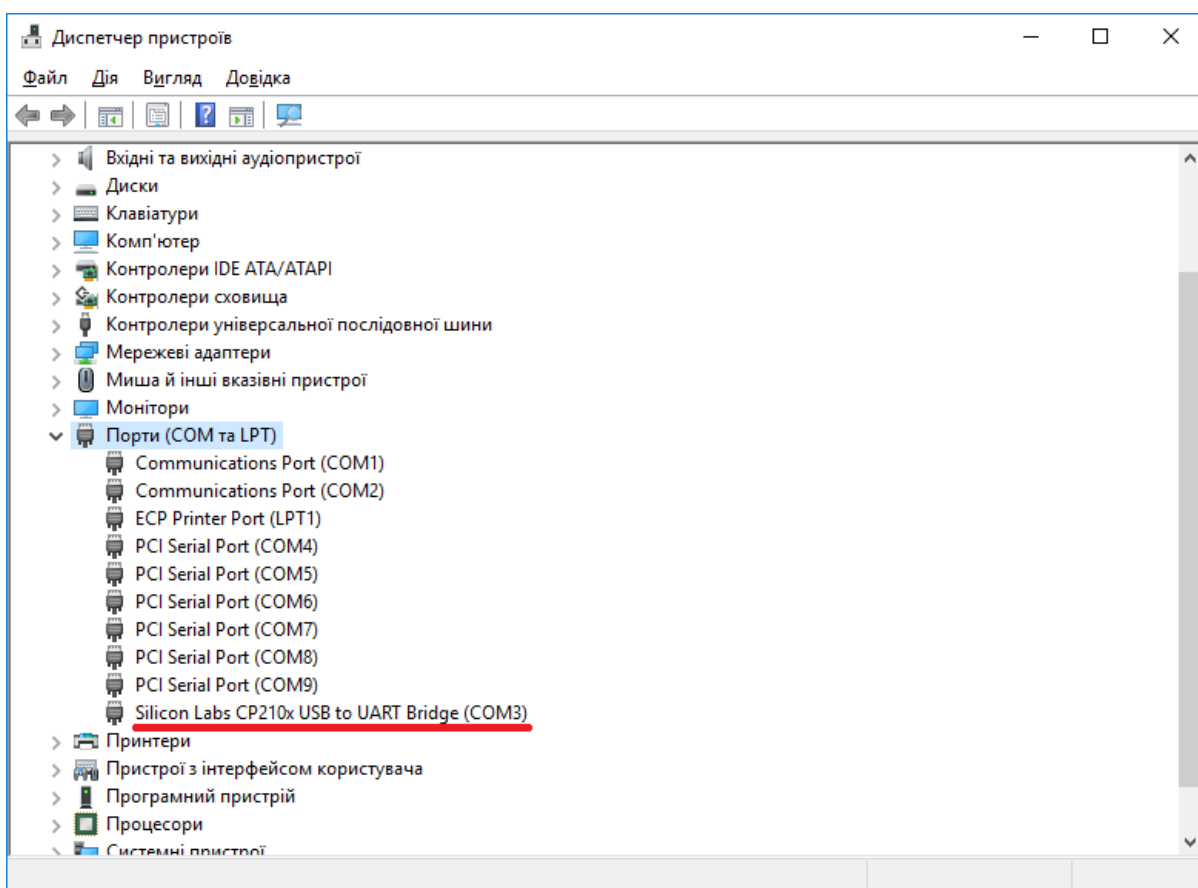 Диспетчер пристроїв
Файл Дія Вигляд Довідка
Вхідні та вихідні аудіопристрої
Диски
Клавіатури
Комп'ютер
Контролери IDE ATA/ATAPI
Контролери сховища
Контролери універсальної послідовної шини
Мережеві адаптери
Миша й інші вказівні пристрої
Монітори
Порти (COM та LPT)
Communications Port (COM1)
Communications Port (COM2)
ECP Printer Port (LPT1)
PCI Serial Port (COM4)
PCI Serial Port (COM5)
PCI Serial Port (COM6)
PCI Serial Port (COM7)
PCI Serial Port (COM8)
PCI Serial Port (COM9)
Silicon Labs CP210x USB to UART Bridge (COM3)
Принтери
Пристрої з інтерфейсом користувача
Програмний пристрій
Процесори
Системні пристрої